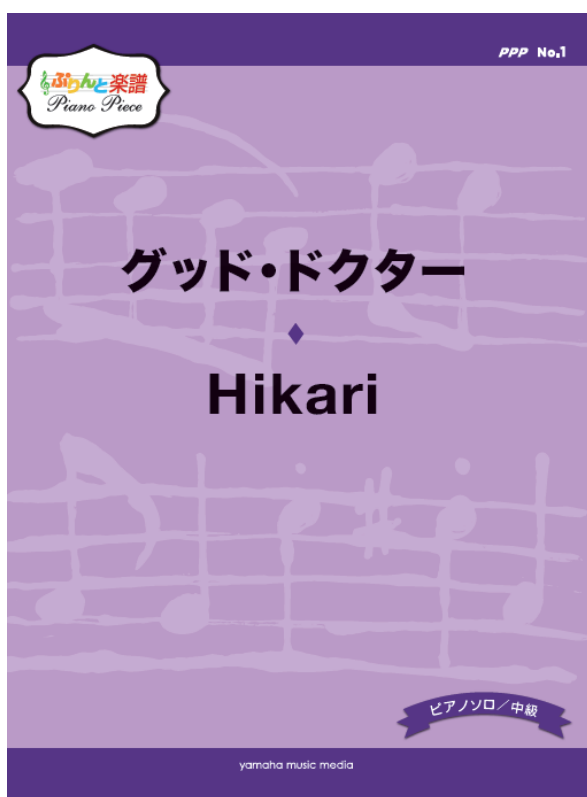 PPP No.1
ぷりんと楽譜
Piano Piece
グッド・ドクター
Hikari
ピアノソロ/中級
yamaha music media